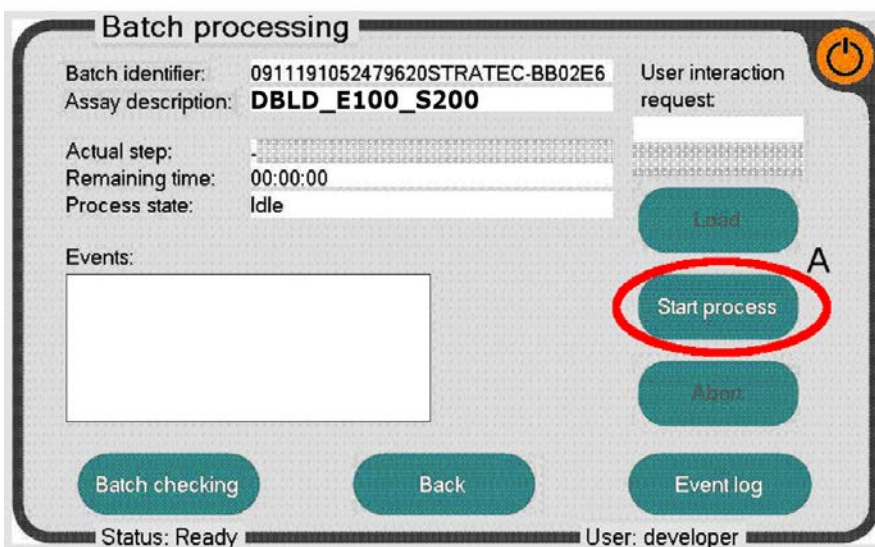 Batch processing
Batch identifier: 0911191052479620STRATEC-BB02E6
Assay description: DBLD_E100_S200
User interaction
request:
Actual step: -
Remaining time: 00:00:00
Process state: Idle
Load
Events:
A
Start process
Abort
Batch checking
Back
Event log
Status: Ready
User: developer